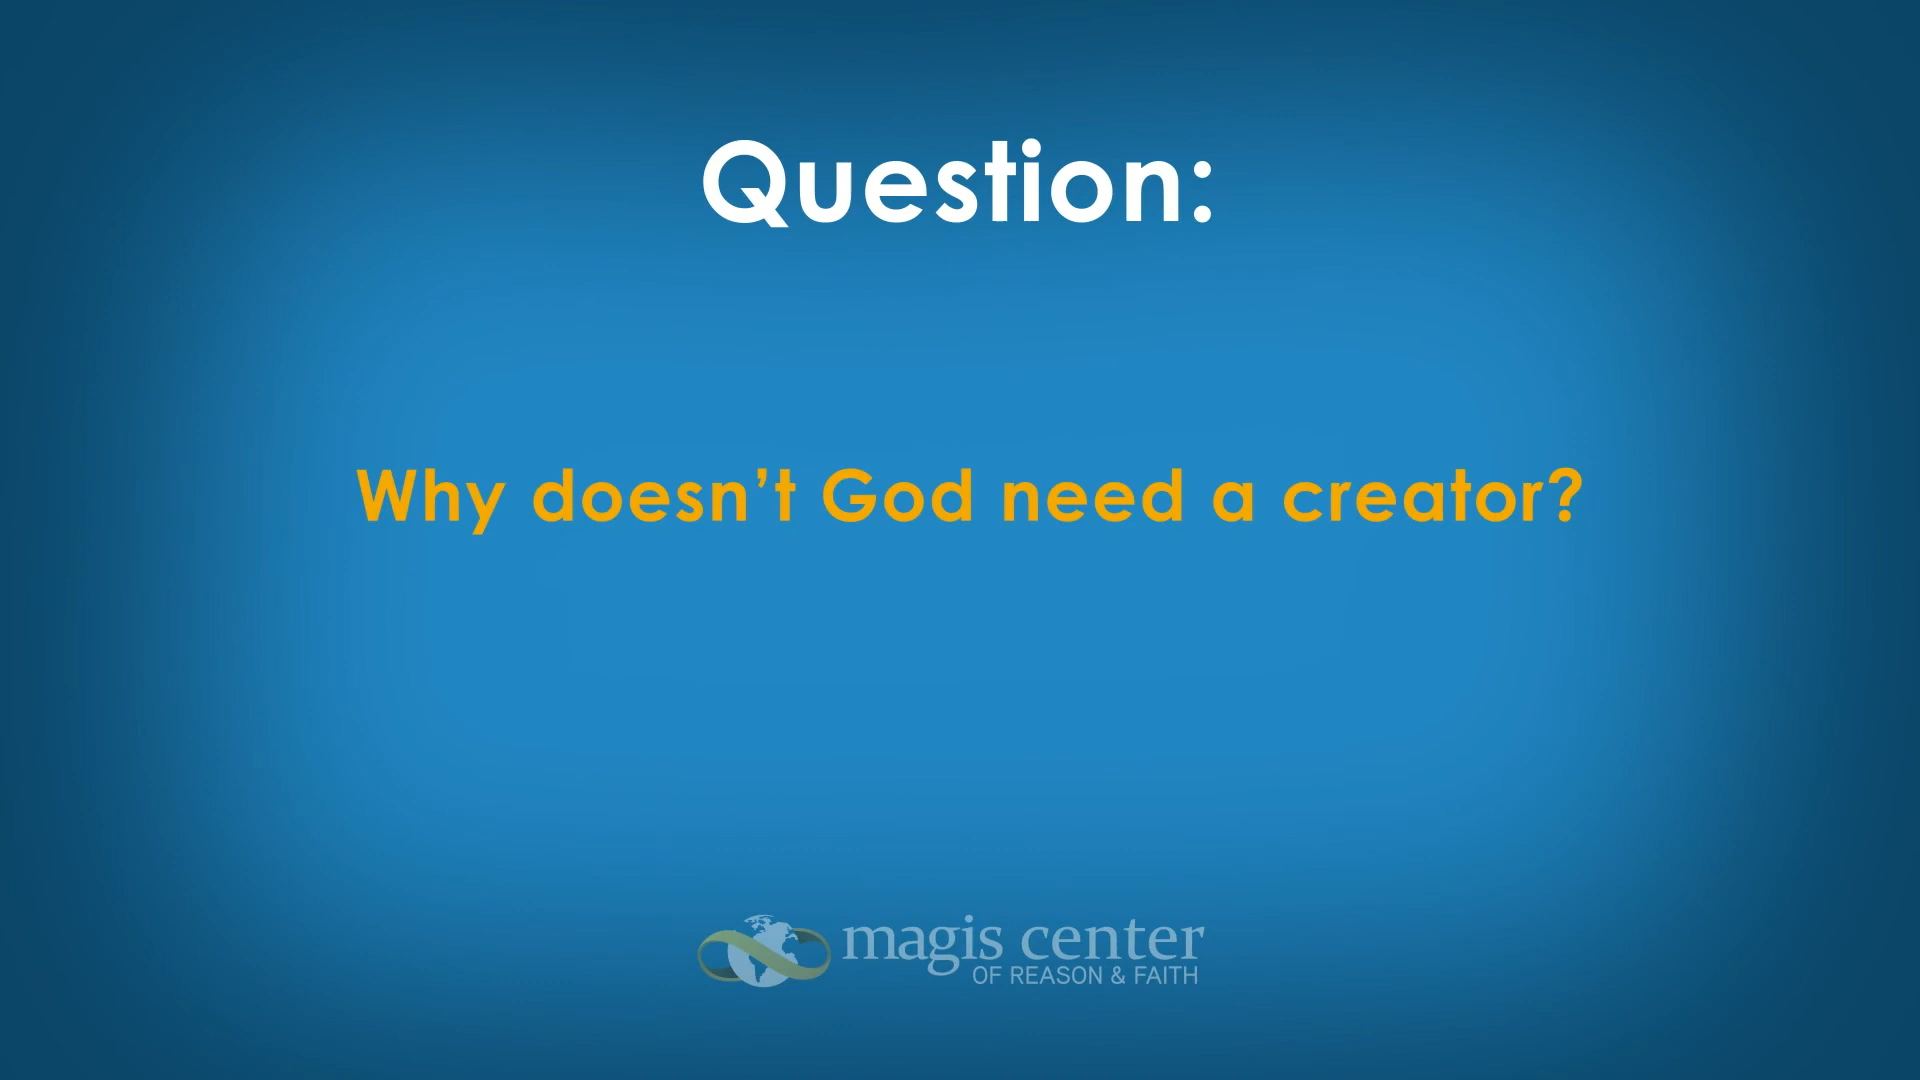 Question:
Why doesn’t God need a creator?
magis center
OF REASON & FAITH